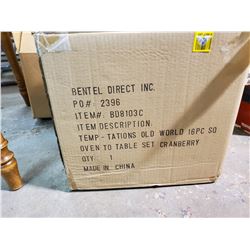 BENTEL DIRECT INC.
PO#: 2396
ITEM#: BD8103C
ITEM DESCRIPTION:
TEMP-TATIONS OLD WORLD 16PC SQ
OVEN TO TABLE SET CRANBERRY
QTY: 1
MADE IN CHINA